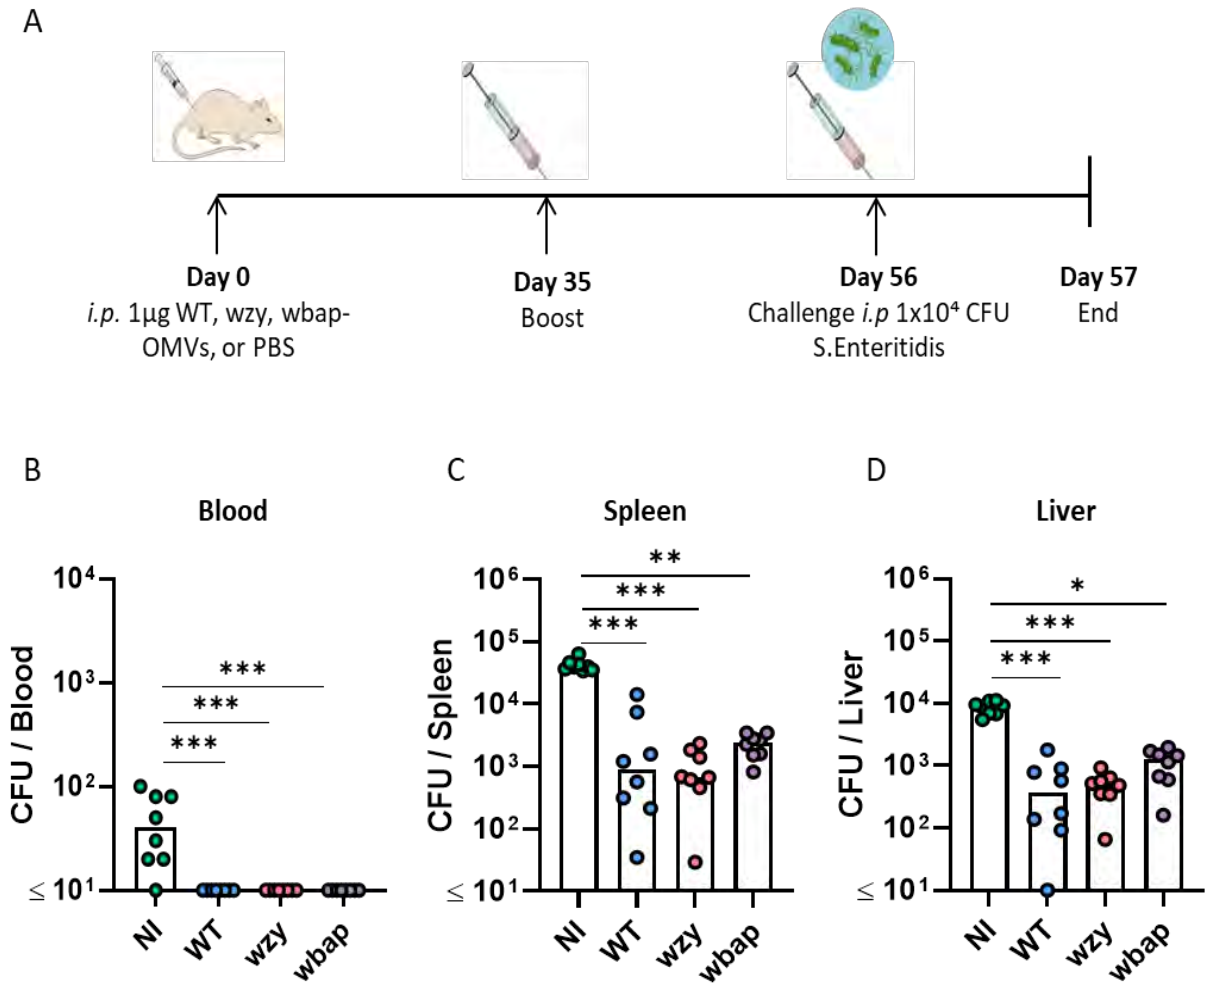 A
Day 0
i.p. 1µg WT, wzy, wbap-
OMVs, or PBS
Day 35
Boost
Day 56
Challenge i.p 1x10⁴ CFU
S.Enteritidis
Day 57
End
B
Blood
CFU / Blood
10⁴
10³
10²
≤ 10¹
***
***
***
NI
WT
wzy
wbap
C
Spleen
CFU / Spleen
10⁶
10⁵
10⁴
10³
10²
≤ 10¹
**
***
***
NI
WT
wzy
wbap
D
Liver
CFU / Liver
10⁶
10⁵
10⁴
10³
10²
≤ 10¹
*
***
***
NI
WT
wzy
wbap